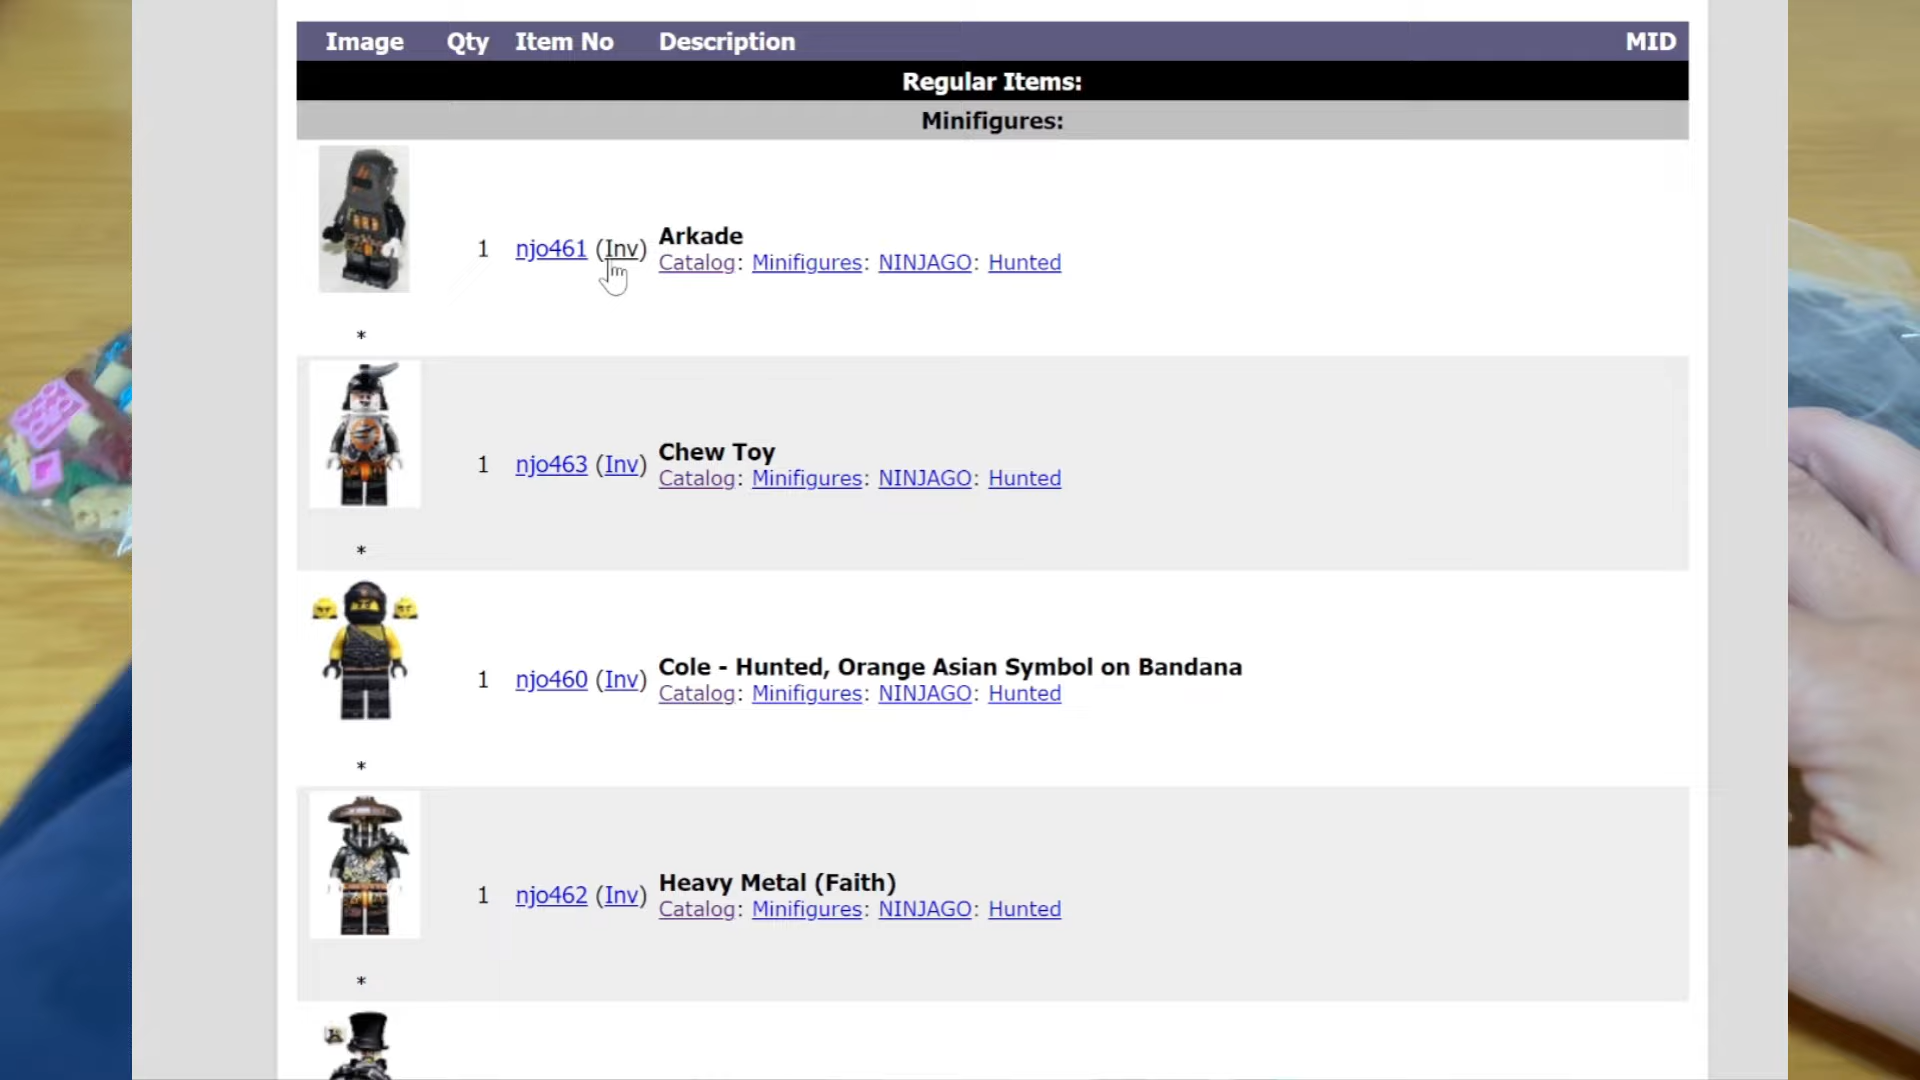 Image Qty Item No Description MID
Regular Items:
Minifigures:
1 njo461 (Inv) Arkade
Catalog: Minifigures: NINJAGO: Hunted
*
1 njo463 (Inv) Chew Toy
Catalog: Minifigures: NINJAGO: Hunted
*
1 njo460 (Inv) Cole - Hunted, Orange Asian Symbol on Bandana
Catalog: Minifigures: NINJAGO: Hunted
*
1 njo462 (Inv) Heavy Metal (Faith)
Catalog: Minifigures: NINJAGO: Hunted
*